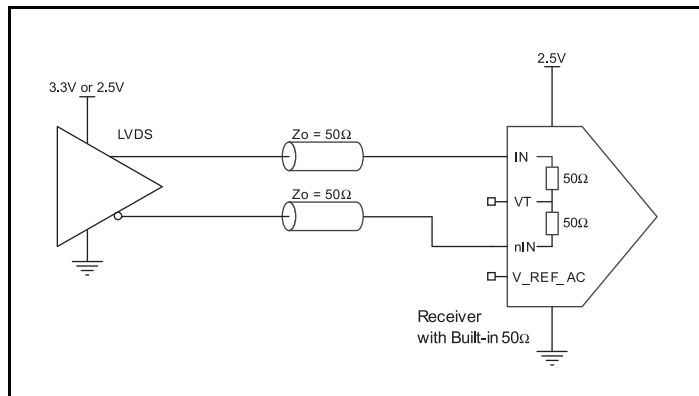 3.3V or 2.5V
LVDS
Zo = 50Ω
Zo = 50Ω
2.5V
IN
50Ω
VT
50Ω
nIN
V_REF_AC
Receiver
with Built-in 50Ω